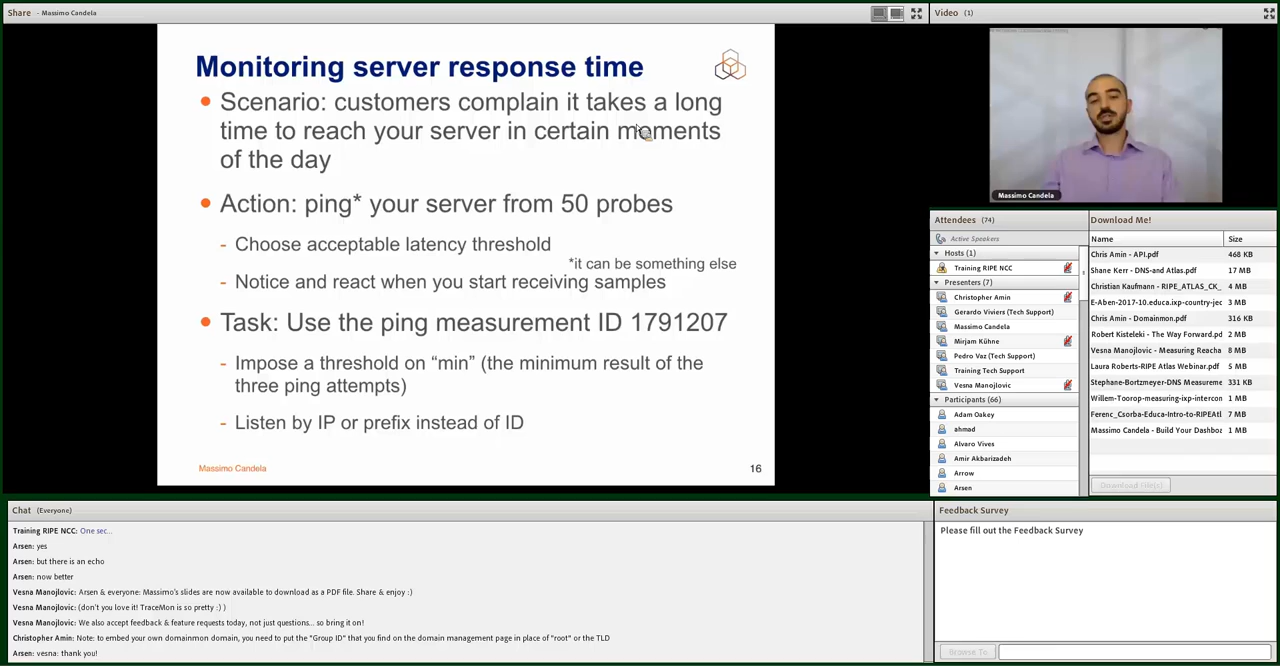 Share - Massimo Candela
Monitoring server response time
• Scenario: customers complain it takes a long
time to reach your server in certain moments
of the day
• Action: ping* your server from 50 probes
- Choose acceptable latency threshold
*it can be something else
- Notice and react when you start receiving samples
• Task: Use the ping measurement ID 1791207
- Impose a threshold on “min” (the minimum result of the
three ping attempts)
- Listen by IP or prefix instead of ID
Massimo Candela
16
Video (1)
Massimo Candela
Attendees (74)
Active Speakers
Hosts (1)
Training RIPE NCC
Presenters (7)
Christopher Amin
Gerardo Viviers (Tech Support)
Massimo Candela
Mirjam Kühne
Pedro Vaz (Tech Support)
Training Tech Support
Vesna Manojlovic
Participants (66)
Adam Oakey
ahmad
Alvaro Vives
Amir Akbarizadeh
Arrow
Arsen
Download Me!
Name Size
Chris Amin - API.pdf 468 KB
Shane Kerr - DNS-and Atlas.pdf 17 MB
Christian Kaufmann - RIPE_ATLAS_CK_ 4 MB
E-Aben-2017-10.educa.ixp-country-jec 3 MB
Chris Amin - Domainmon.pdf 316 KB
Robert Kisteleki - The Way Forward.pd 2 MB
Vesna Manojlovic - Measuring Reacha 8 MB
Laura Roberts-RIPE Atlas Webinar.pdf 5 MB
Stephane-Bortzmeyer-DNS Measureme 331 KB
Willem-Toorop-measuring-ixp-intercon 1 MB
Ferenc_Csorba-Educa-Intro-to-RIPEAtl 7 MB
Massimo Candela - Build Your Dashboa 1 MB
Download File(s)
Chat (Everyone)
Training RIPE NCC: One sec...
Arsen: yes
Arsen: but there is an echo
Arsen: now better
Vesna Manojlovic: Arsen & everyone: Massimo's slides are now available to download as a PDF file. Share & enjoy :)
Vesna Manojlovic: (don't you love it! TraceMon is so pretty :) )
Vesna Manojlovic: We also accept feedback & feature requests today, not just questions... so bring it on!
Christopher Amin: Note: to embed your own domainmon domain, you need to put the "Group ID" that you find on the domain management page in place of "root" or the TLD
Arsen: vesna: thank you!
Feedback Survey
Please fill out the Feedback Survey
Browse To